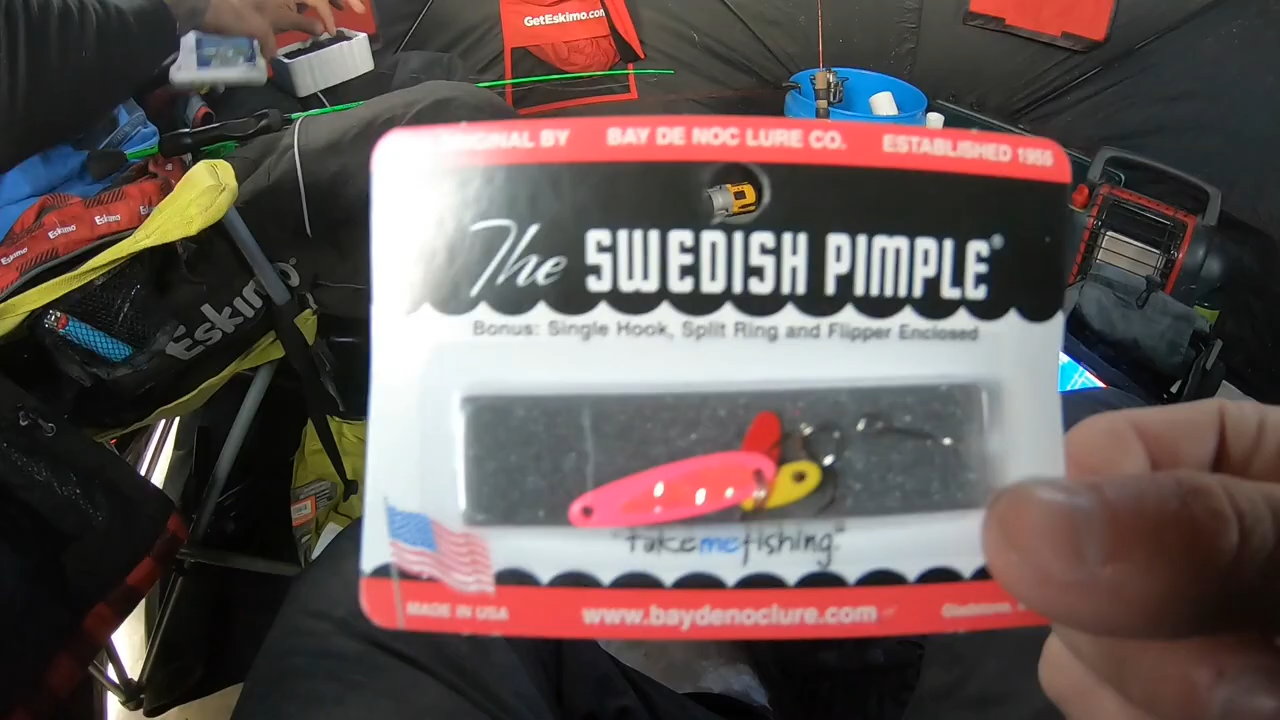 GetEskimo.com
ORIGINAL BY BAY DE NOC LURE CO. ESTABLISHED 1955
The SWEDISH PIMPLE®
Bonus: Single Hook, Split Ring and Flipper Enclosed
"takemefishing"
MADE IN USA www.baydenoclure.com Gladstone,
Eskimo
Eskimo
Eskimo
Eskimo